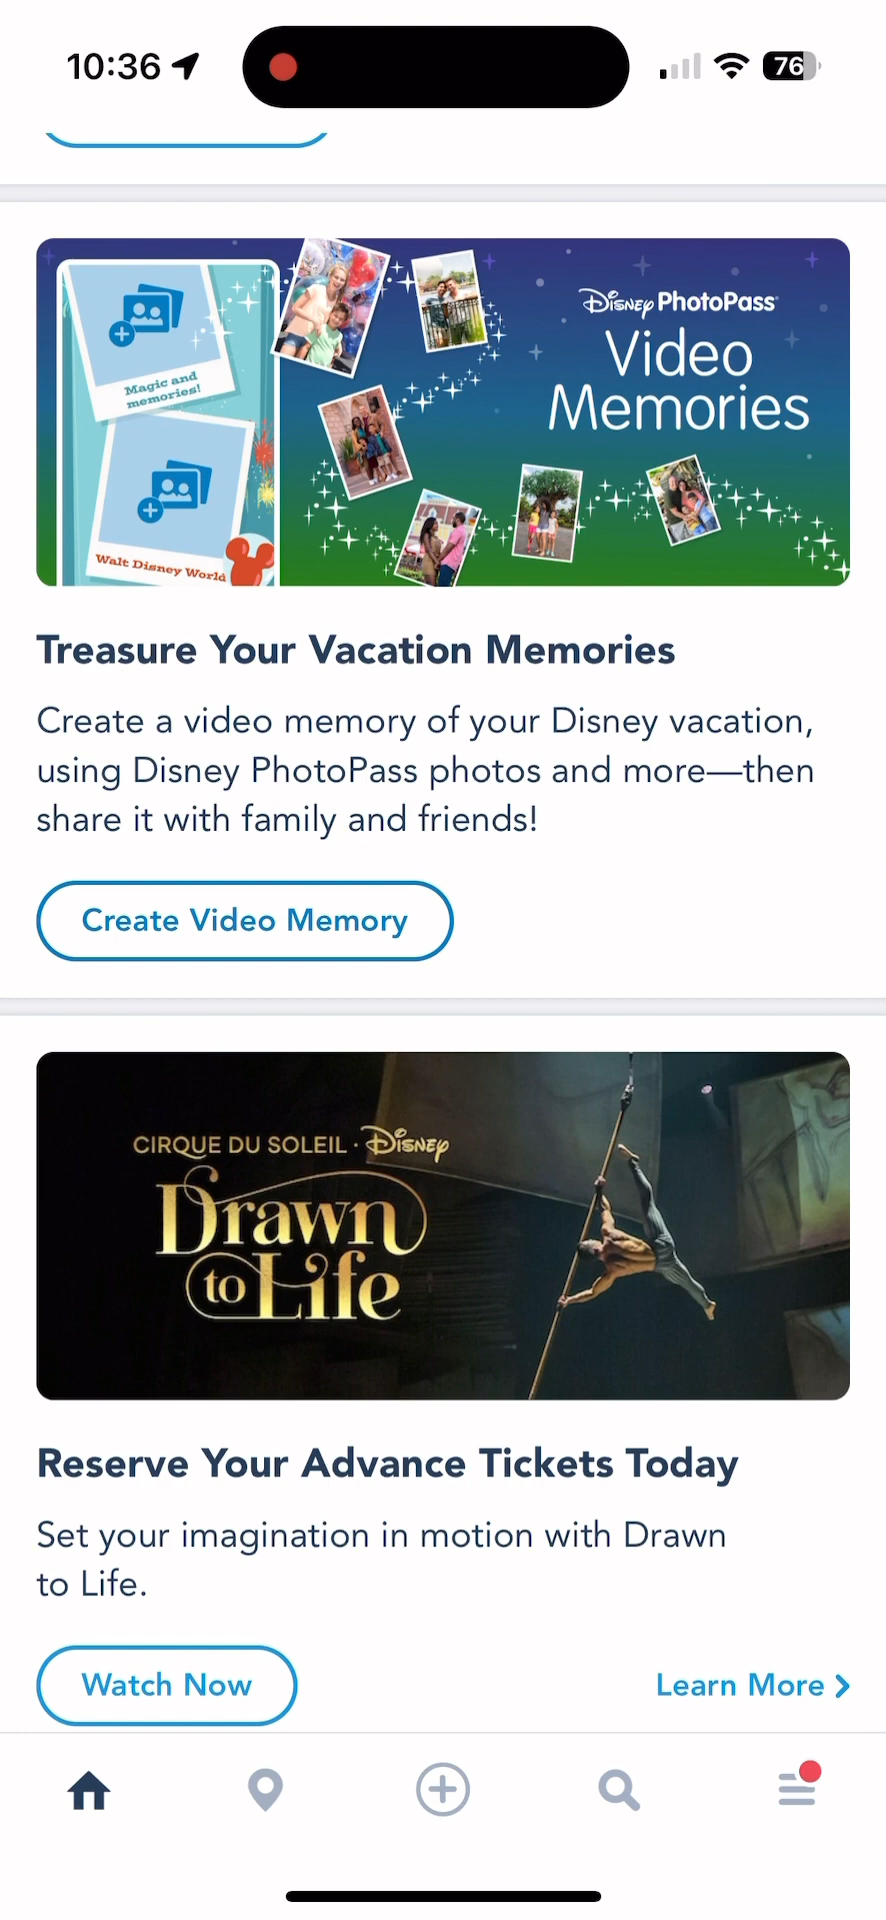 10:36
76
Magic and
memories!
Walt Disney World
Disney PhotoPass
Video
Memories
Treasure Your Vacation Memories
Create a video memory of your Disney vacation,
using Disney PhotoPass photos and more—then
share it with family and friends!
Create Video Memory
CIRQUE DU SOLEIL · Disney
Drawn
to Life
Reserve Your Advance Tickets Today
Set your imagination in motion with Drawn
to Life.
Watch Now
Learn More